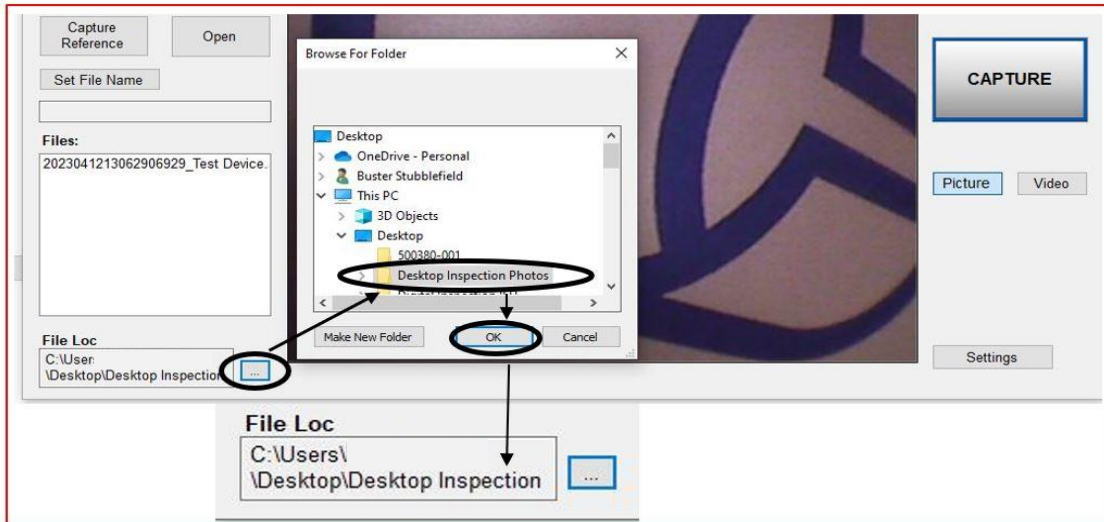 Capture
Reference
Open
Set File Name
Files:
2023041213062906929_Test Device.
File Loc
C:\User
\Desktop\Desktop Inspection
...
Browse For Folder
Desktop
OneDrive - Personal
Buster Stubblefield
This PC
3D Objects
Desktop
500380-001
Desktop Inspection Photos
Make New Folder
OK
Cancel
CAPTURE
Picture
Video
Settings
File Loc
C:\Users\
\Desktop\Desktop Inspection
...